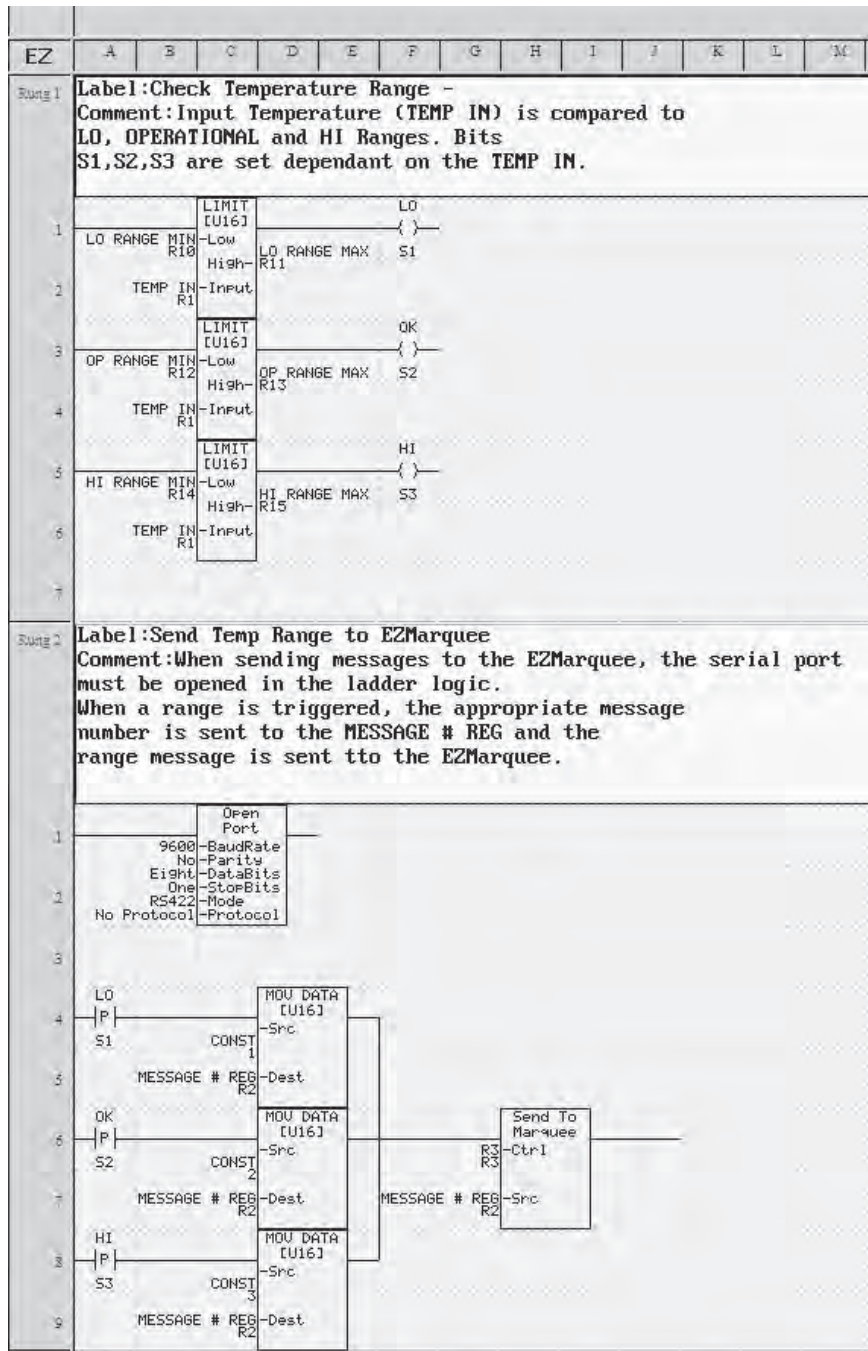 EZ A B C D E F G H I J K L M
Rung 1
Label:Check Temperature Range -
Comment:Input Temperature (TEMP IN) is compared to
LO, OPERATIONAL and HI Ranges. Bits
S1,S2,S3 are set dependant on the TEMP IN.
LIMIT LO
[U16]
1 ( )
LO RANGE MIN -Low LO RANGE MAX S1
R10 High- R11
2 TEMP IN -Input
R1
LIMIT OK
[U16]
3 ( )
OP RANGE MIN -Low OP RANGE MAX S2
R12 High- R13
4 TEMP IN -Input
R1
LIMIT HI
[U16]
5 ( )
HI RANGE MIN -Low HI RANGE MAX S3
R14 High- R15
6 TEMP IN -Input
R1
7
Rung 2
Label:Send Temp Range to EZMarquee
Comment:When sending messages to the EZMarquee, the serial port
must be opened in the ladder logic.
When a range is triggered, the appropriate message
number is sent to the MESSAGE # REG and the
range message is sent tto the EZMarquee.
Open
Port
1
9600 -BaudRate
No -Parity
Eight -DataBits
2 One -StopBits
RS422 -Mode
No Protocol -Protocol
3
LO MOV DATA
[U16]
4 P
-Src
S1 CONST
1
5 MESSAGE # REG -Dest
R2
OK MOV DATA Send To
[U16] Marquee
6 P
-Src R3 -Ctrl
S2 CONST R3
2
7 MESSAGE # REG -Dest MESSAGE # REG -Src
R2 R2
HI MOV DATA
[U16]
8 P
-Src
S3 CONST
3
9 MESSAGE # REG -Dest
R2